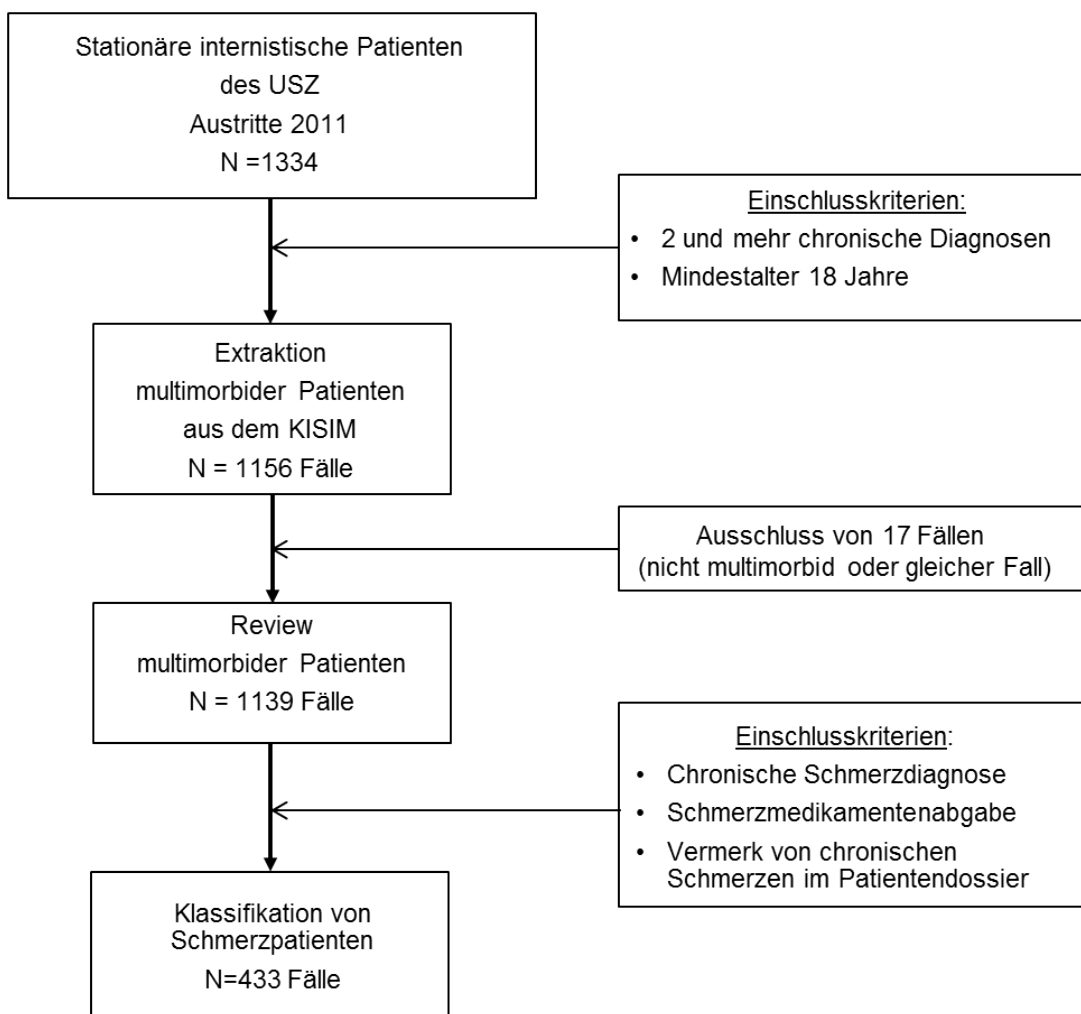 Stationäre internistische Patienten
des USZ
Austritte 2011
N =1334
Einschlusskriterien:
• 2 und mehr chronische Diagnosen
• Mindestalter 18 Jahre
Extraktion
multimorbider Patienten
aus dem KISIM
N = 1156 Fälle
Ausschluss von 17 Fällen
(nicht multimorbid oder gleicher Fall)
Review
multimorbider Patienten
N = 1139 Fälle
Einschlusskriterien:
• Chronische Schmerzdiagnose
• Schmerzmedikamentenabgabe
• Vermerk von chronischen
Schmerzen im Patientendossier
Klassifikation von
Schmerzpatienten
N=433 Fälle